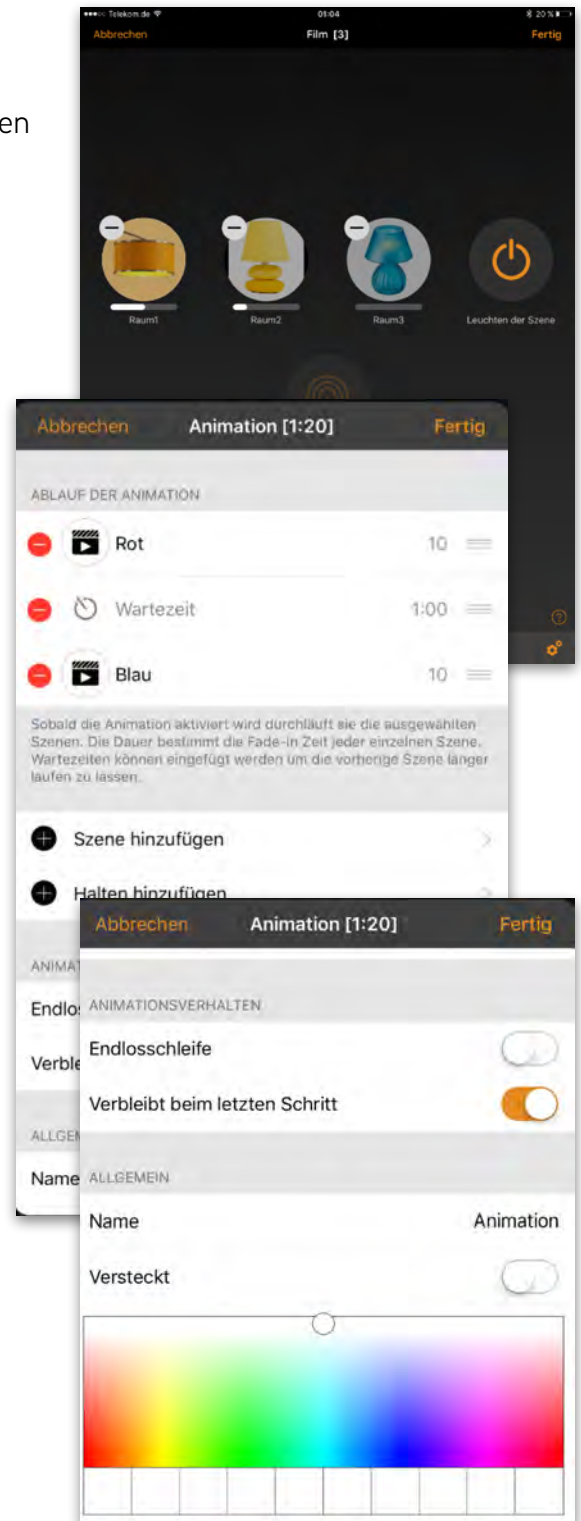 Telekom.de 01:04 20 %
Abbrechen Film [3] Fertig
en
Raum1 Raum2 Raum3 Leuchten der Szene
Abbrechen Animation [1:20] Fertig
ABLAUF DER ANIMATION
Rot 10
Wartezeit 1:00
Blau 10
Sobald die Animation aktiviert wird durchläuft sie die ausgewählten
Szenen. Die Dauer bestimmt die Fade-in Zeit jeder einzelnen Szene.
Wartezeiten können eingefügt werden um die vorherige Szene länger
laufen zu lassen.
Szene hinzufügen
Halten hinzufügen
Abbrechen Animation [1:20] Fertig
ANIMAT
ANIMATIONSVERHALTEN
Endlos
Endlosschleife
Verble
Verbleibt beim letzten Schritt
ALLGEM
ALLGEMEIN
Name
Name Animation
Versteckt